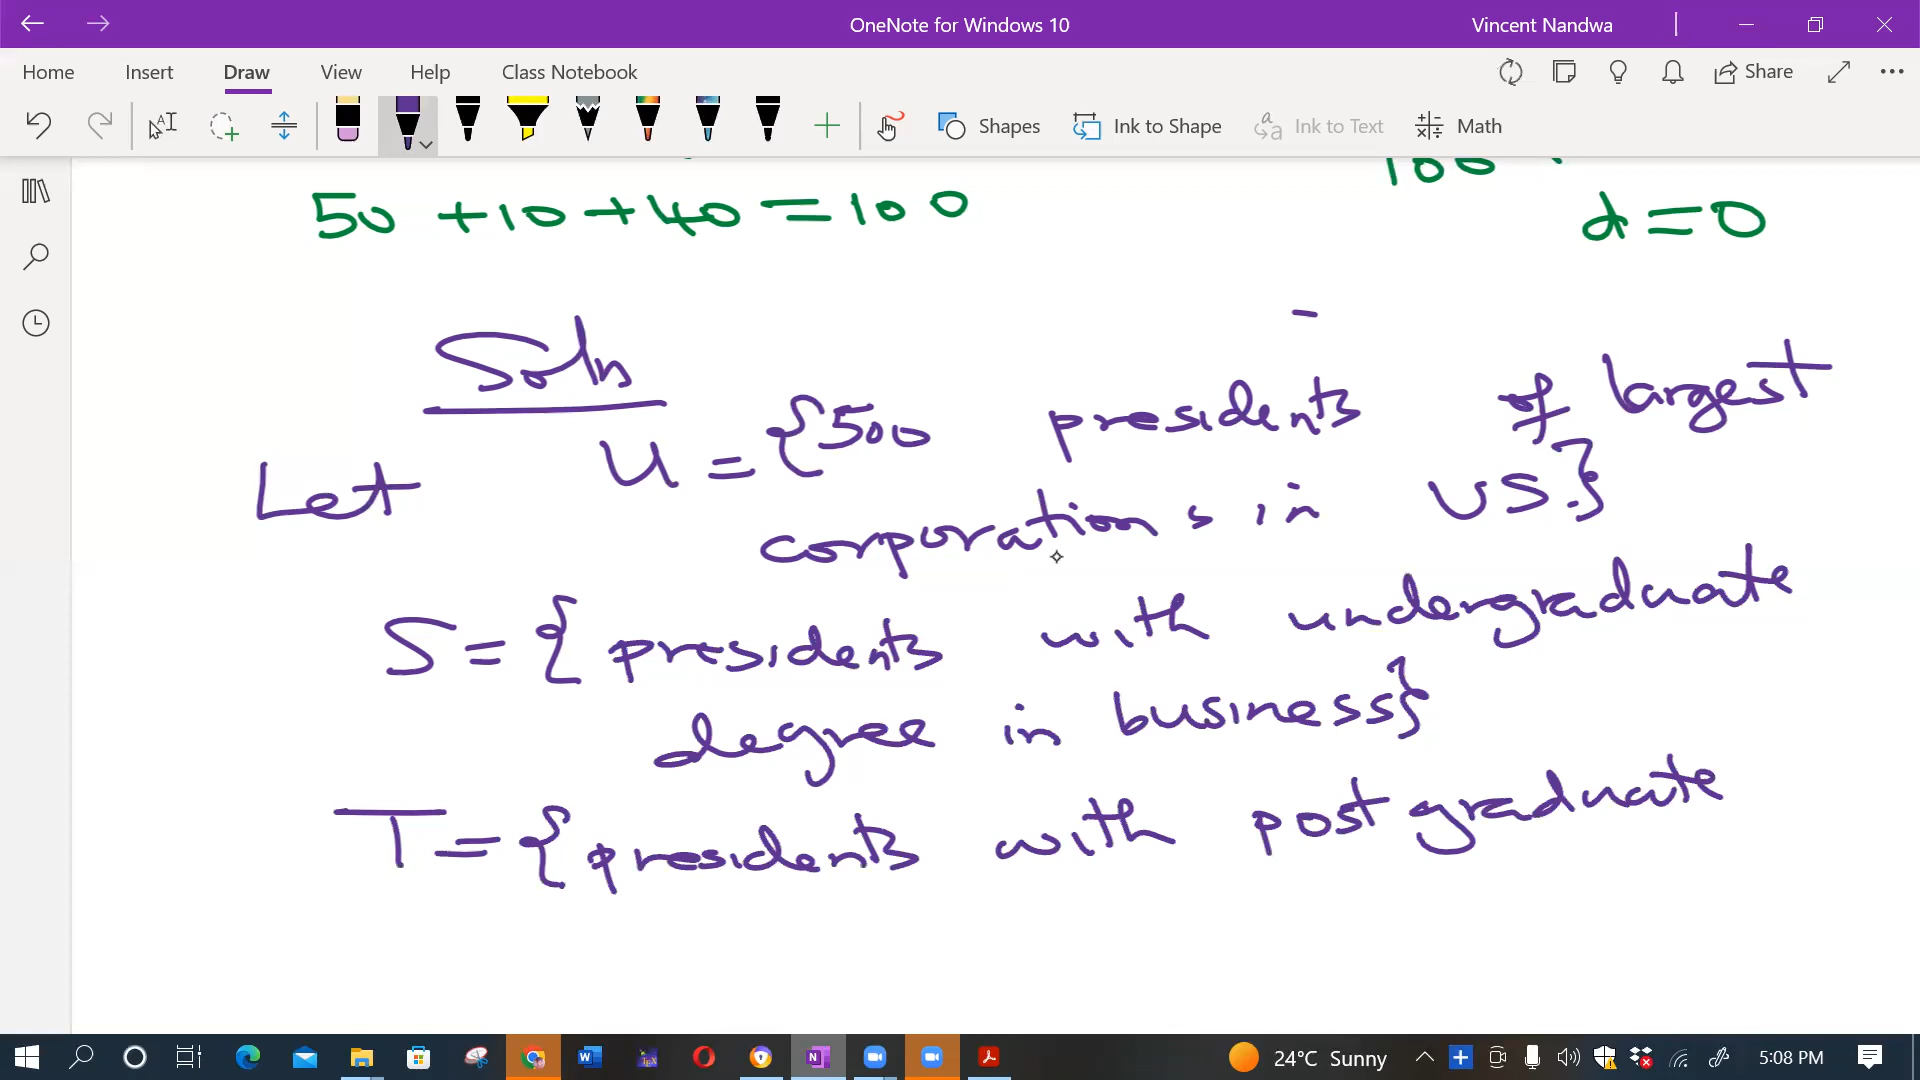 OneNote for Windows 10
Vincent Nandwa
Home Insert Draw View Help Class Notebook
Share
Shapes Ink to Shape Ink to Text Math
50 + 10 + 40 = 100
d = 0
Soln
Let U = {500 presidents of largest
corporations in US.}
S = { presidents with undergraduate
degree in business}
T = { presidents with postgraduate
24°C Sunny
5:08 PM